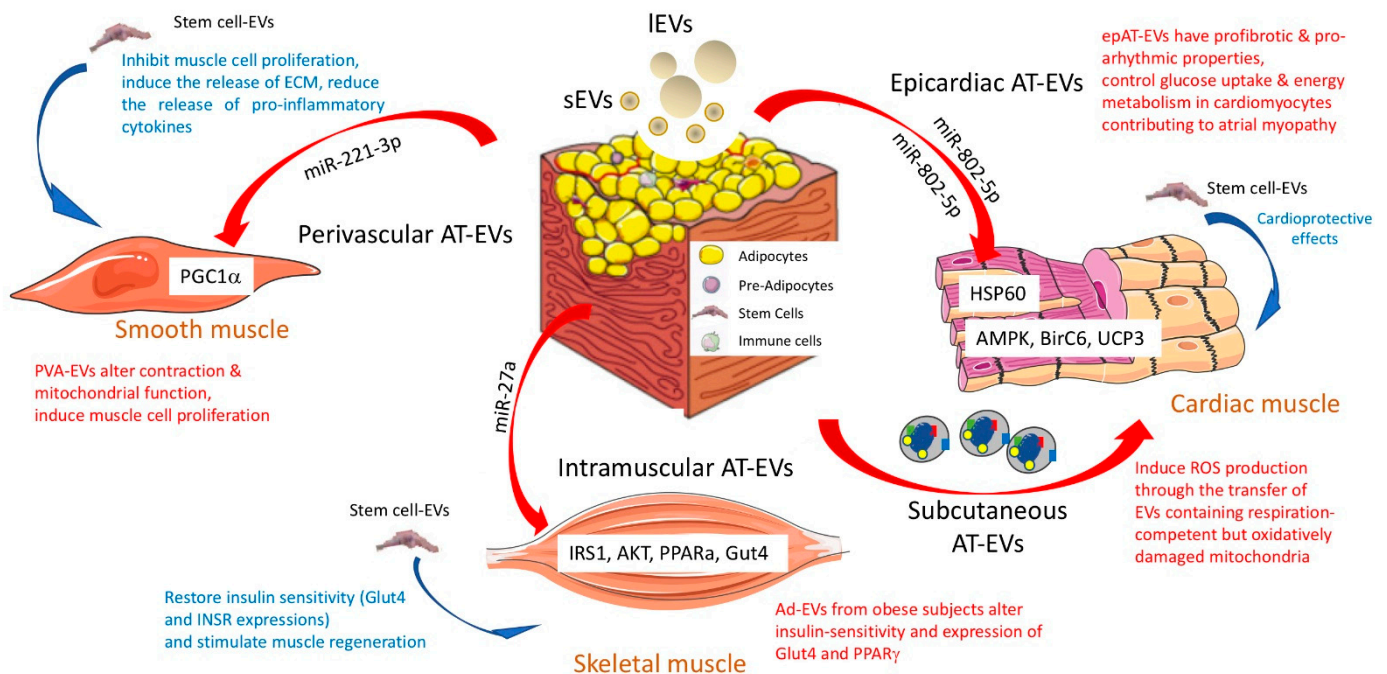 Stem cell-EVs
Inhibit muscle cell proliferation,
induce the release of ECM, reduce
the release of pro-inflammatory
cytokines
miR-221-3p
Perivascular AT-EVs
PGC1α
Smooth muscle
PVA-EVs alter contraction &
mitochondrial function,
induce muscle cell proliferation
lEVs
sEVs
Adipocytes
Pre-Adipocytes
Stem Cells
Immune cells
Epicardiac AT-EVs
miR-802-5p
miR-802-5p
epAT-EVs have profibrotic & pro-
arhythmic properties,
control glucose uptake & energy
metabolism in cardiomyocytes
contributing to atrial myopathy
Stem cell-EVs
Cardioprotective
effects
HSP60
AMPK, BirC6, UCP3
Cardiac muscle
miR-27a
Intramuscular AT-EVs
Subcutaneous
AT-EVs
Induce ROS production
through the transfer of
EVs containing respiration-
competent but oxidatively
damaged mitochondria
Stem cell-EVs
IRS1, AKT, PPARa, Gut4
Restore insulin sensitivity (Glut4
and INSR expressions)
and stimulate muscle regeneration
Ad-EVs from obese subjects alter
insulin-sensitivity and expression of
Glut4 and PPARγ
Skeletal muscle